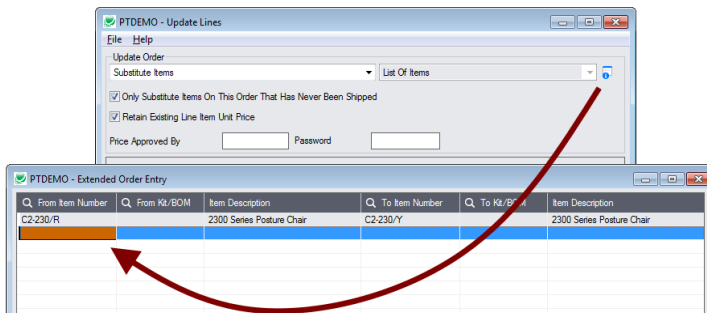 PTDEMO - Update Lines
File Help
Update Order
Substitute Items List Of Items
Only Substitute Items On This Order That Has Never Been Shipped
Retain Existing Line Item Unit Price
Price Approved By Password
PTDEMO - Extended Order Entry
From Item Number From Kit/BOM Item Description To Item Number To Kit/BOM Item Description
C2-230/R 2300 Series Posture Chair C2-230/Y 2300 Series Posture Chair